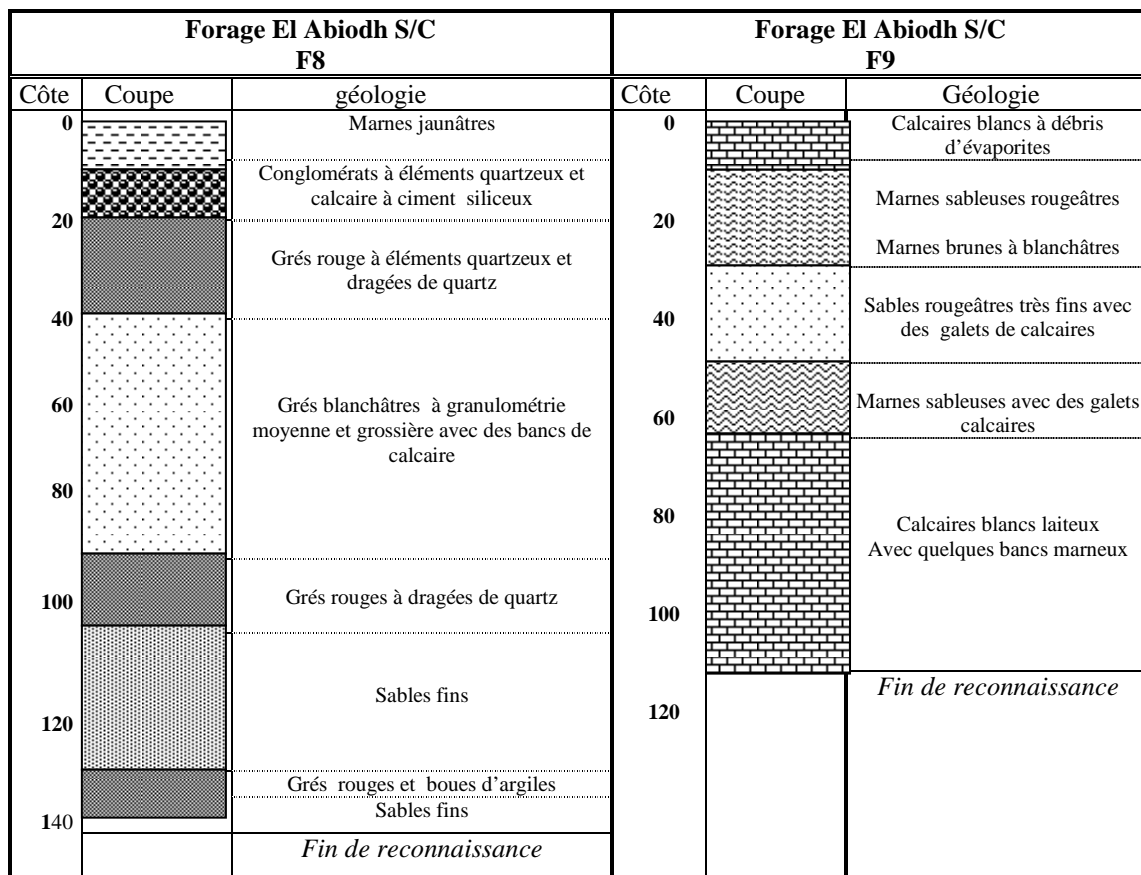 Forage El Abiodh S/C
F8
Côte
Coupe
géologie
0
Marnes jaunâtres
Conglomérats à éléments quartzeux et
calcaire à ciment siliceux
20
Grés rouge à éléments quartzeux et
dragées de quartz
40
60
Grés blanchâtres à granulométrie
moyenne et grossière avec des bancs de
calcaire
80
100
Grés rouges à dragées de quartz
Sables fins
120
Grés rouges et boues d’argiles
Sables fins
140
Fin de reconnaissance
Forage El Abiodh S/C
F9
Côte
Coupe
Géologie
0
Calcaires blancs à débris
d’évaporites
Marnes sableuses rougeâtres
20
Marnes brunes à blanchâtres
Sables rougeâtres très fins avec
des galets de calcaires
40
Marnes sableuses avec des galets
calcaires
60
80
Calcaires blancs laiteux
Avec quelques bancs marneux
100
Fin de reconnaissance
120